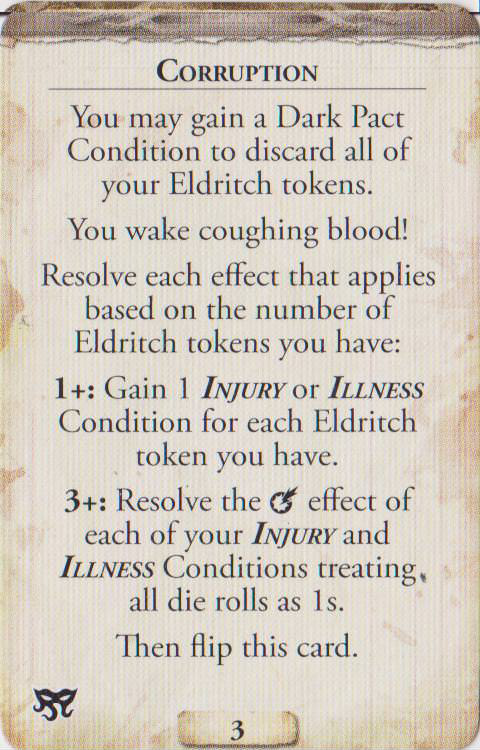 CORRUPTION
You may gain a Dark Pact
Condition to discard all of
your Eldritch tokens.
You wake coughing blood!
Resolve each effect that applies
based on the number of
Eldritch tokens you have:
1+: Gain 1 INJURY or ILLNESS
Condition for each Eldritch
token you have.
3+: Resolve the effect of
each of your INJURY and
ILLNESS Conditions treating
all die rolls as 1s.
Then flip this card.
3